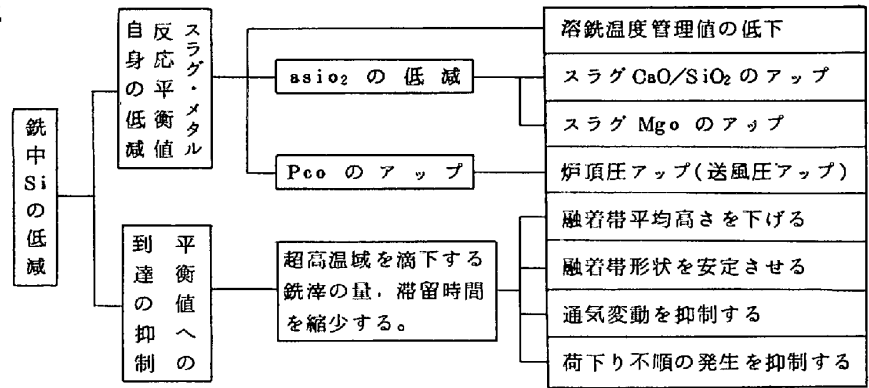 銑中Siの低減
スラグ・メタル
反応平衡値
自身の低減
平衡値への
到達の抑制
asio₂ の 低 減
Pco の ア ッ プ
超高温域を滴下する
銑滓の量，滞留時間
を縮少する。
溶銑温度管理値の低下
スラグ CaO/SiO₂ のアップ
スラグ Mgo のアップ
炉頂圧アップ(送風圧アップ)
融着帯平均高さを下げる
融着帯形状を安定させる
通気変動を抑制する
荷下り不順の発生を抑制する